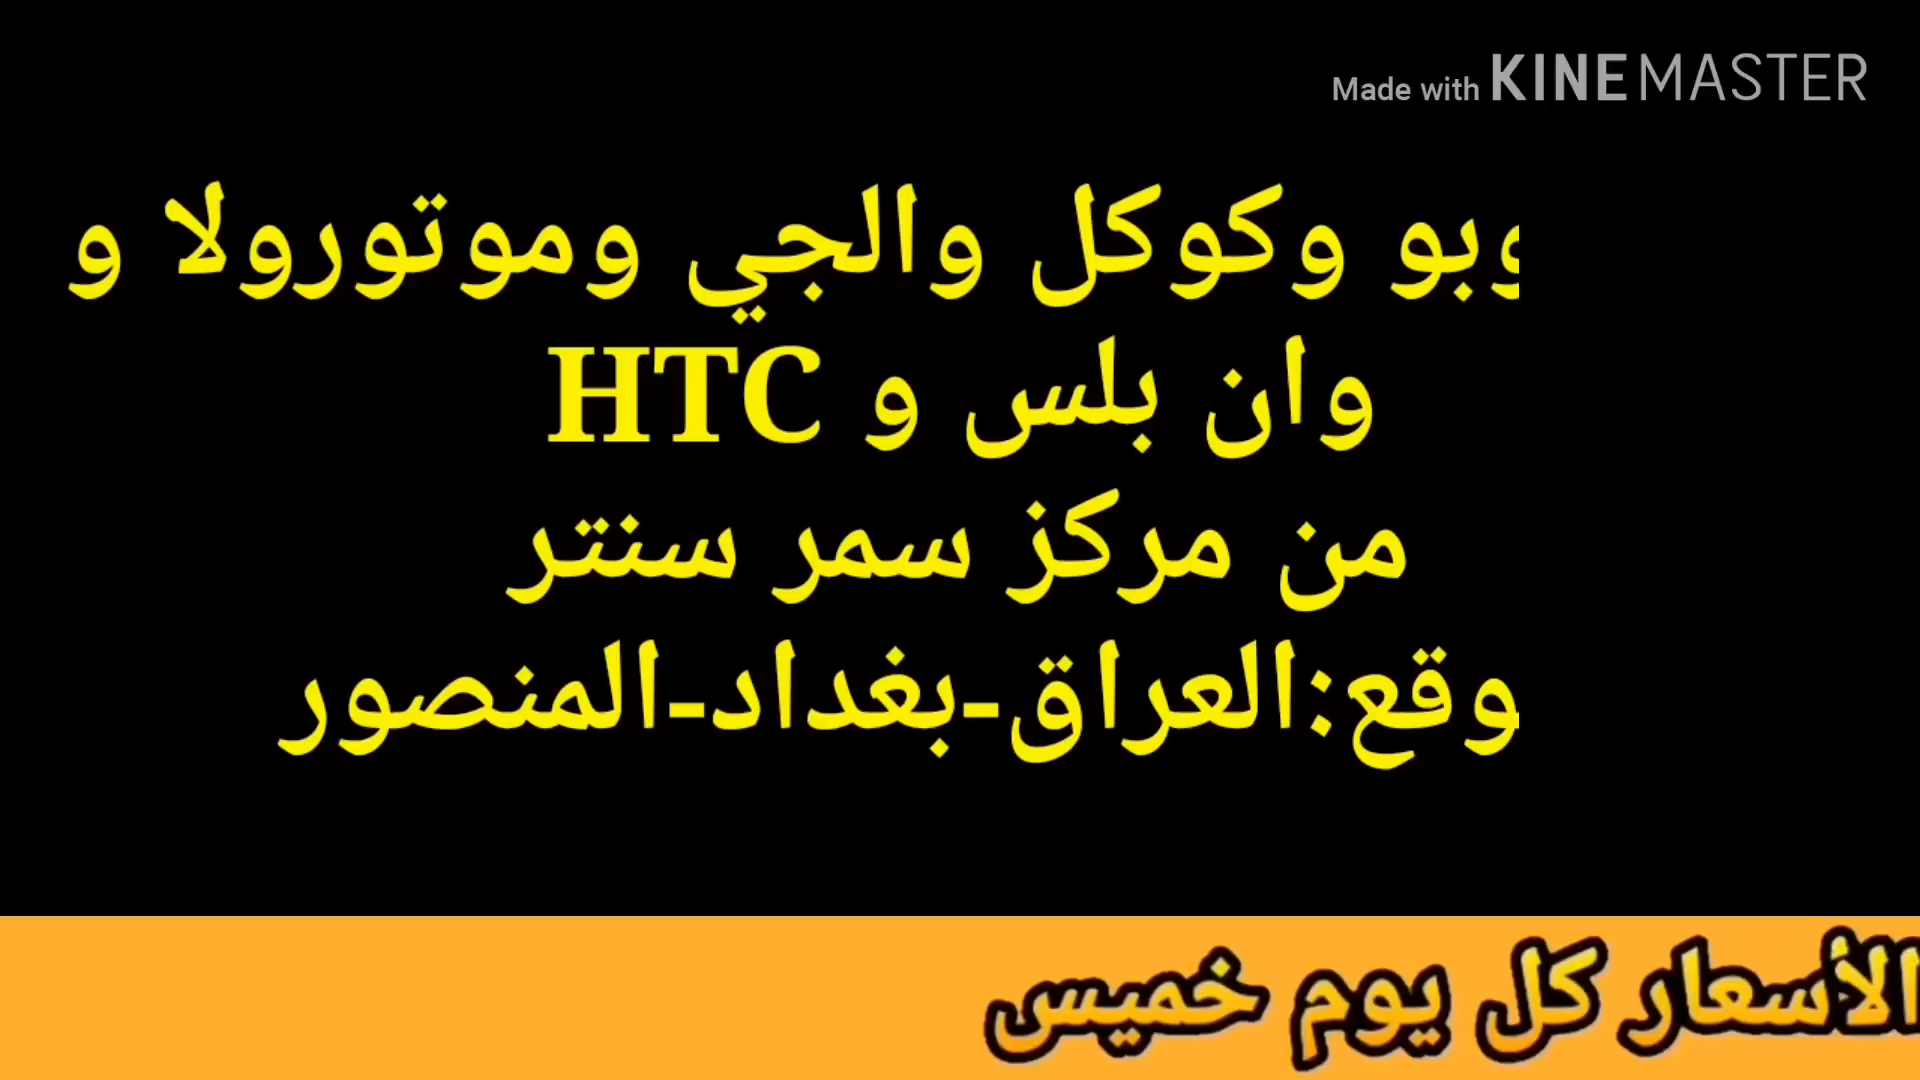 Made with KINEMASTER
وكوكل والجي وموتورولا و
وان بلس و HTC
من مركز سمر سنتر
وقع:العراق-بغداد-المنصور
الأسعار كل يوم خميس